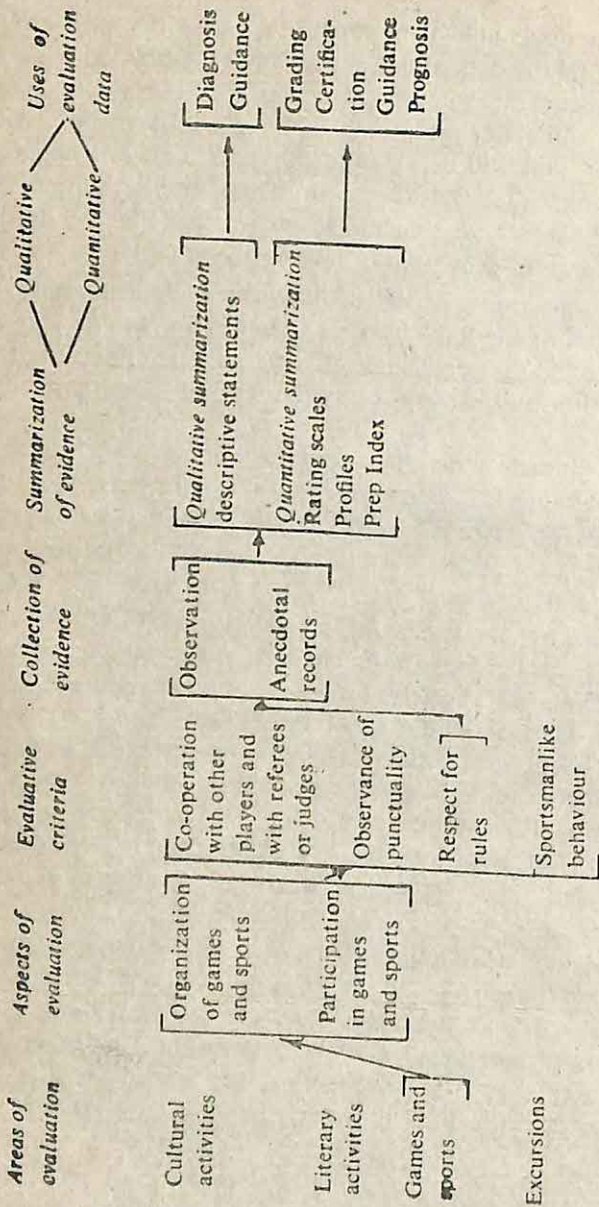 Areas of
evaluation
Cultural
activities
Literary
activities
Games and
sports
Excursions
Aspects of
evaluation
Organization
of games
and sports
Participation
in games
and sports
Evaluative
criteria
Co-operation
with other
players and
with referees
or judges
Observance of
punctuality
Respect for
rules
Sportsmanlike
behaviour
Collection of
evidence
Observation
Anecdotal
records
Summarization
of evidence
Qualitative
Quantitative
Qualitative summarization
descriptive statements
Quantitative summarization
Rating scales
Profiles
Prep Index
Uses of
evaluation
data
Diagnosis
Guidance
Grading
Certifica-
tion
Guidance
Prognosis